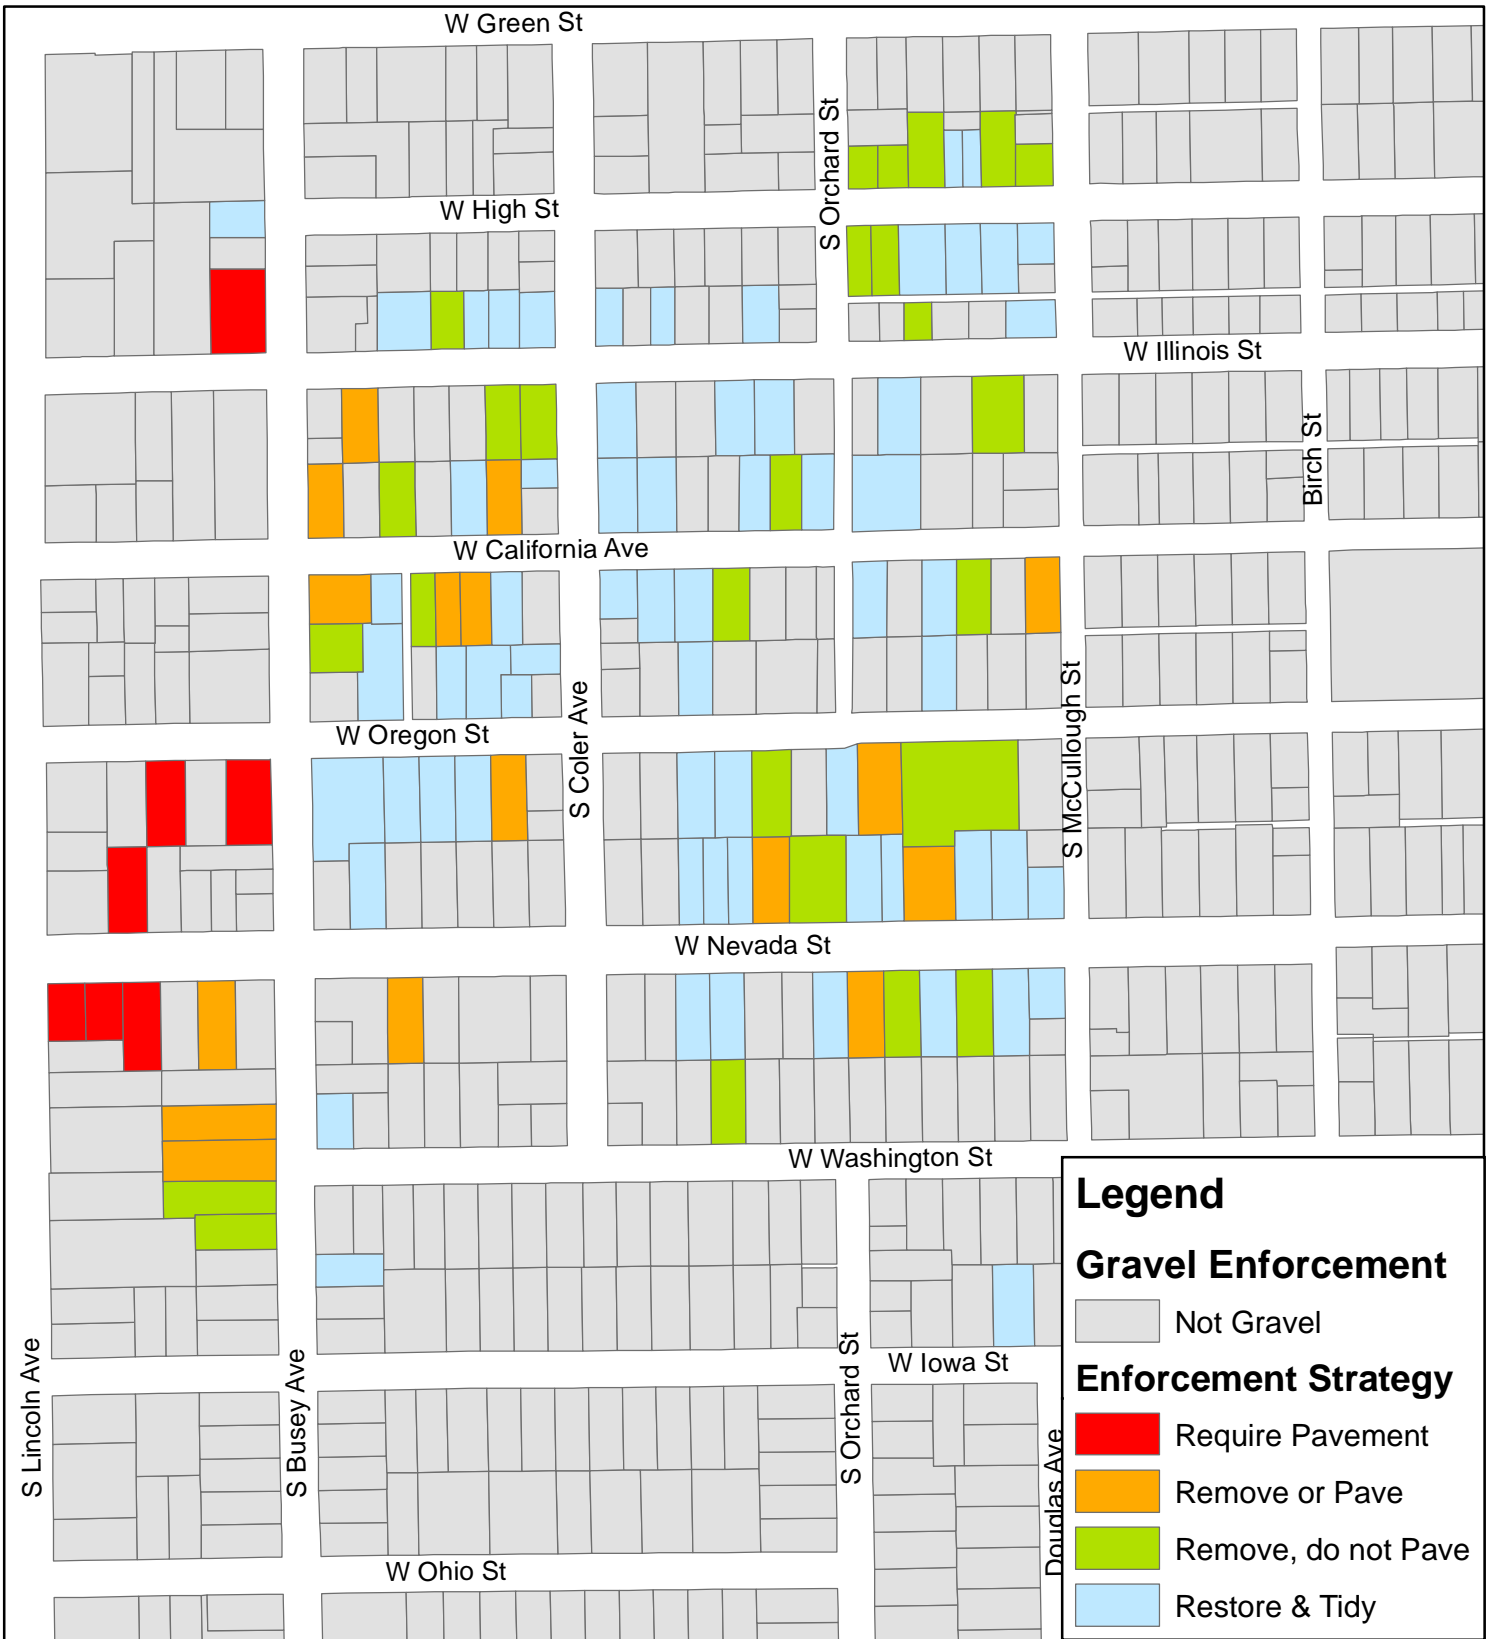 W Green St
S Orchard St
W High St
W Illinois St
Birch St
W California Ave
S McCullough St
S Coler Ave
W Oregon St
W Nevada St
W Washington St
S Lincoln Ave
S Busey Ave
S Orchard St
W Iowa St
Douglas Ave
W Ohio St
Legend
Gravel Enforcement
Not Gravel
Enforcement Strategy
Require Pavement
Remove or Pave
Remove, do not Pave
Restore & Tidy